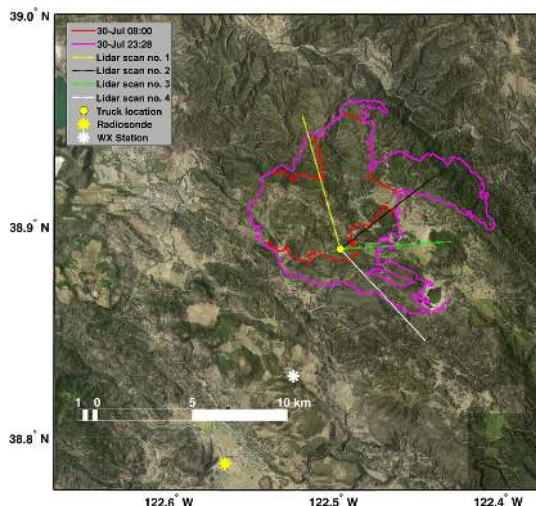 39.0° N
30-Jul 08:00
30-Jul 23:28
Lidar scan no. 1
Lidar scan no. 2
Lidar scan no. 3
Lidar scan no. 4
Truck location
Radiosonde
WX Station
38.9° N
1 0 5 10 km
38.8° N
122.6° W 122.5° W 122.4° W